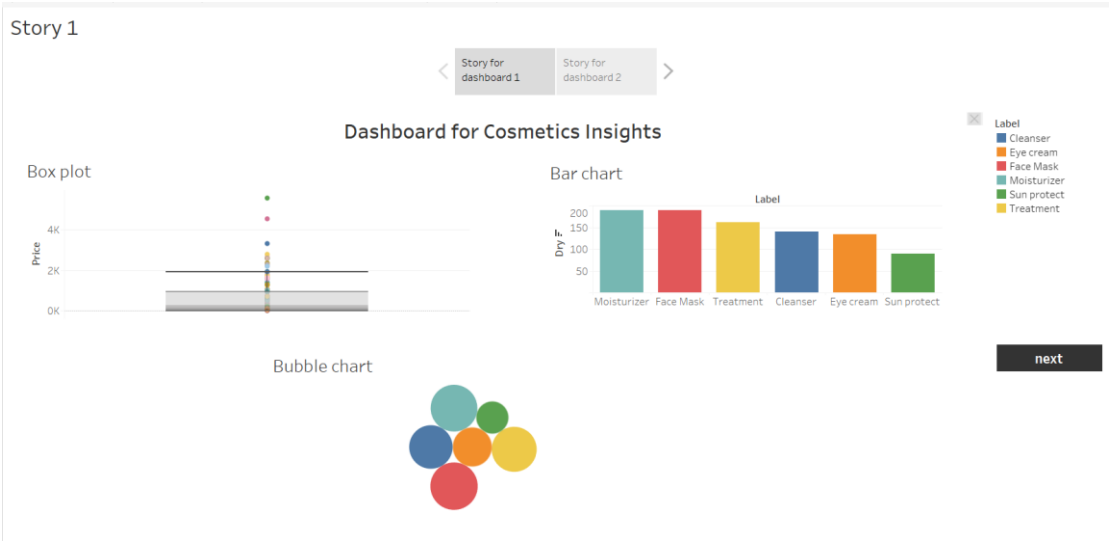 Story 1
Story for
dashboard 1
Story for
dashboard 2
Dashboard for Cosmetics Insights
Label
Cleanser
Eye cream
Face Mask
Moisturizer
Sun protect
Treatment
Box plot
4K
2K
0K
Price
Bar chart
Label
200
150
100
50
Dry
Moisturizer Face Mask Treatment Cleanser Eye cream Sun protect
next
Bubble chart